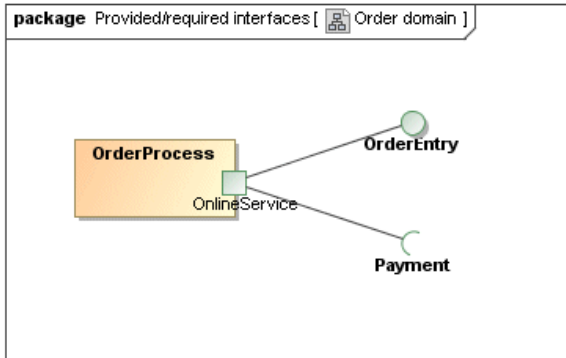 package Provided/required interfaces [ Order domain ]
OrderProcess
OrderEntry
OnlineService
Payment